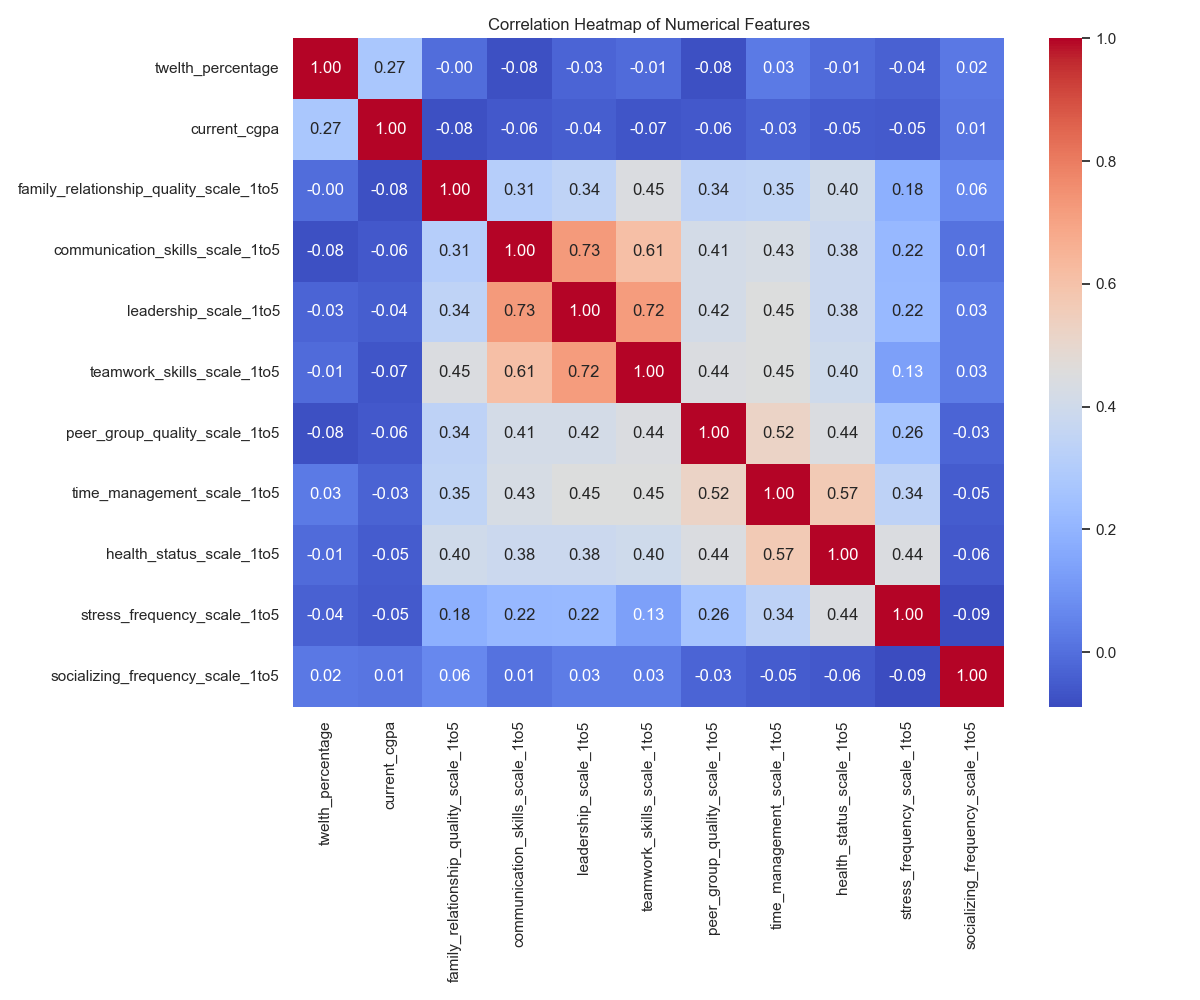 Correlation Heatmap of Numerical Features
twelth_percentage 1.00 0.27 -0.00 -0.08 -0.03 -0.01 -0.08 0.03 -0.01 -0.04 0.02
current_cgpa 0.27 1.00 -0.08 -0.06 -0.04 -0.07 -0.06 -0.03 -0.05 -0.05 0.01
family_relationship_quality_scale_1to5 -0.00 -0.08 1.00 0.31 0.34 0.45 0.34 0.35 0.40 0.18 0.06
communication_skills_scale_1to5 -0.08 -0.06 0.31 1.00 0.73 0.61 0.41 0.43 0.38 0.22 0.01
leadership_scale_1to5 -0.03 -0.04 0.34 0.73 1.00 0.72 0.42 0.45 0.38 0.22 0.03
teamwork_skills_scale_1to5 -0.01 -0.07 0.45 0.61 0.72 1.00 0.44 0.45 0.40 0.13 0.03
peer_group_quality_scale_1to5 -0.08 -0.06 0.34 0.41 0.42 0.44 1.00 0.52 0.44 0.26 -0.03
time_management_scale_1to5 0.03 -0.03 0.35 0.43 0.45 0.45 0.52 1.00 0.57 0.34 -0.05
health_status_scale_1to5 -0.01 -0.05 0.40 0.38 0.38 0.40 0.44 0.57 1.00 0.44 -0.06
stress_frequency_scale_1to5 -0.04 -0.05 0.18 0.22 0.22 0.13 0.26 0.34 0.44 1.00 -0.09
socializing_frequency_scale_1to5 0.02 0.01 0.06 0.01 0.03 0.03 -0.03 -0.05 -0.06 -0.09 1.00
twelth_percentage
current_cgpa
family_relationship_quality_scale_1to5
communication_skills_scale_1to5
leadership_scale_1to5
teamwork_skills_scale_1to5
peer_group_quality_scale_1to5
time_management_scale_1to5
health_status_scale_1to5
stress_frequency_scale_1to5
socializing_frequency_scale_1to5
1.0
0.8
0.6
0.4
0.2
0.0